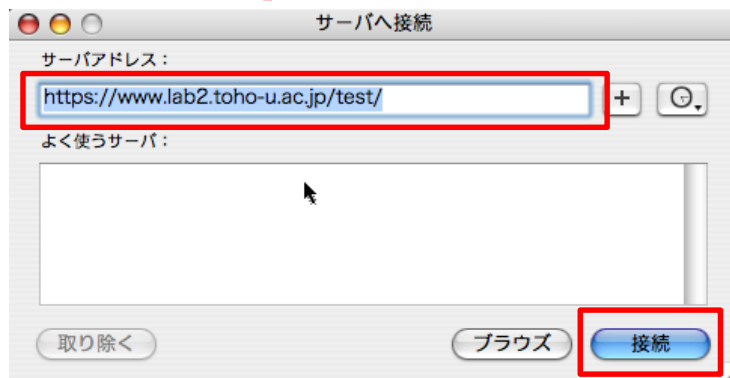 サーバへ接続
サーバアドレス：
https://www.lab2.toho-u.ac.jp/test/
よく使うサーバ：
取り除く ブラウズ 接続